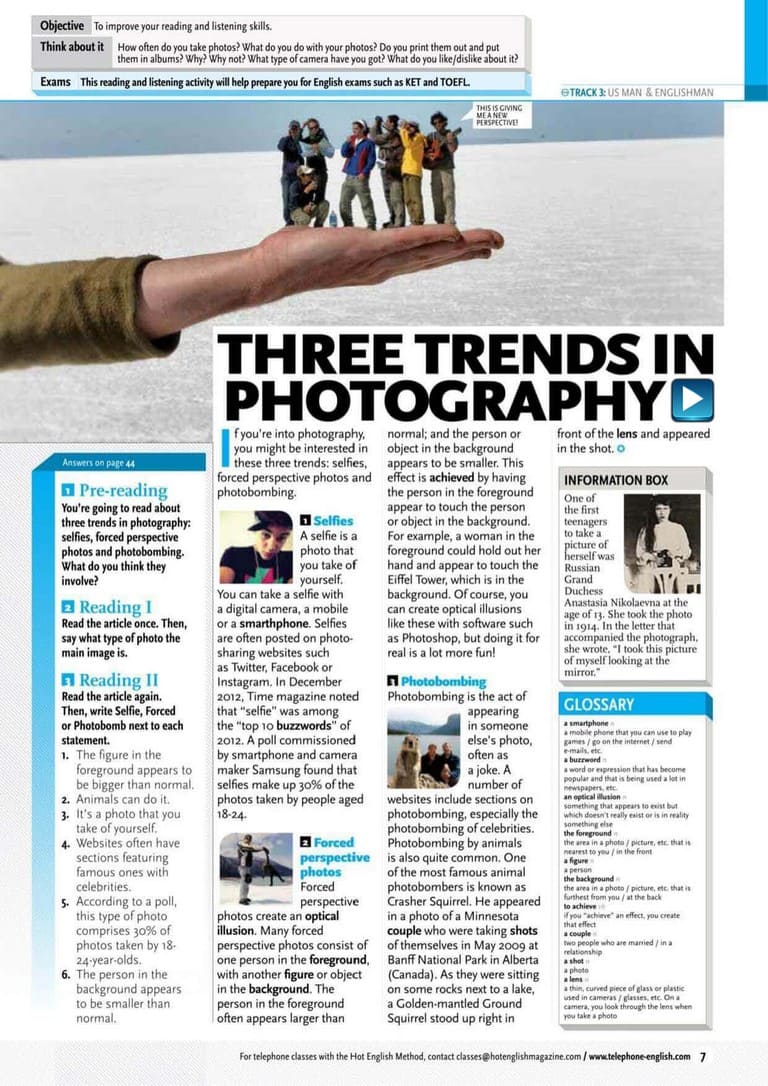 Objective To improve your reading and listening skills.
Think about it How often do you take photos? What do you do with your photos? Do you print them out and put
them in albums? Why? Why not? What type of camera have you got? What do you like/dislike about it?
Exams This reading and listening activity will help prepare you for English exams such as KET and TOEFL.
TRACK 3: US MAN & ENGLISHMAN
THIS IS GIVING
ME A NEW
PERSPECTIVE!
THREE TRENDS IN
PHOTOGRAPHY
Answers on page 44
1 Pre-reading
You're going to read about
three trends in photography:
selfies, forced perspective
photos and photobombing.
What do you think they
involve?
2 Reading I
Read the article once. Then,
say what type of photo the
main image is.
3 Reading II
Read the article again.
Then, write Selfie, Forced
or Photobomb next to each
statement.
1. The figure in the
foreground appears to
be bigger than normal.
2. Animals can do it.
3. It's a photo that you
take of yourself.
4. Websites often have
sections featuring
famous ones with
celebrities.
5. According to a poll,
this type of photo
comprises 30% of
photos taken by 18-
24-year-olds.
6. The person in the
background appears
to be smaller than
normal.
If you're into photography,
you might be interested in
these three trends: selfies,
forced perspective photos and
photobombing.
1 Selfies
A selfie is a
photo that
you take of
yourself.
You can take a selfie with
a digital camera, a mobile
or a smarthphone. Selfies
are often posted on photo-
sharing websites such
as Twitter, Facebook or
Instagram. In December
2012, Time magazine noted
that "selfie" was among
the "top 10 buzzwords" of
2012. A poll commissioned
by smartphone and camera
maker Samsung found that
selfies make up 30% of the
photos taken by people aged
18-24.
2 Forced
perspective
photos
Forced
perspective
photos create an optical
illusion. Many forced
perspective photos consist of
one person in the foreground,
with another figure or object
in the background. The
person in the foreground
often appears larger than
normal; and the person or
object in the background
appears to be smaller. This
effect is achieved by having
the person in the foreground
appear to touch the person
or object in the background.
For example, a woman in the
foreground could hold out her
hand and appear to touch the
Eiffel Tower, which is in the
background. Of course, you
can create optical illusions
like these with software such
as Photoshop, but doing it for
real is a lot more fun!
3 Photobombing
Photobombing is the act of
appearing
in someone
else's photo,
often as
a joke. A
number of
websites include sections on
photobombing, especially the
photobombing of celebrities.
Photobombing by animals
is also quite common. One
of the most famous animal
photobombers is known as
Crasher Squirrel. He appeared
in a photo of a Minnesota
couple who were taking shots
of themselves in May 2009 at
Banff National Park in Alberta
(Canada). As they were sitting
on some rocks next to a lake,
a Golden-mantled Ground
Squirrel stood up right in
front of the lens and appeared
in the shot.
INFORMATION BOX
One of
the first
teenagers
to take a
picture of
herself was
Russian
Grand
Duchess
Anastasia Nikolaevna at the
age of 13. She took the photo
in 1914. In the letter that
accompanied the photograph,
she wrote, "I took this picture
of myself looking at the
mirror."
GLOSSARY
a smartphone n
a mobile phone that you can use to play
games / go on the internet / send
e-mails, etc.
a buzzword n
a word or expression that has become
popular and that is being used a lot in
newspapers, etc.
an optical illusion n
something that appears to exist but
which doesn't really exist or is in reality
something else
the foreground n
the area in a photo / picture, etc. that is
nearest to you / in the front
a figure n
a person
the background n
the area in a photo / picture, etc. that is
furthest from you / at the back
to achieve vb
if you "achieve" an effect, you create
that effect
a couple n
two people who are married / in a
relationship
a shot n
a photo
a lens n
a thin, curved piece of glass or plastic
used in cameras / glasses, etc. On a
camera, you look through the lens when
you take a photo
For telephone classes with the Hot English Method, contact classes@hotenglishmagazine.com / www.telephone-english.com 7